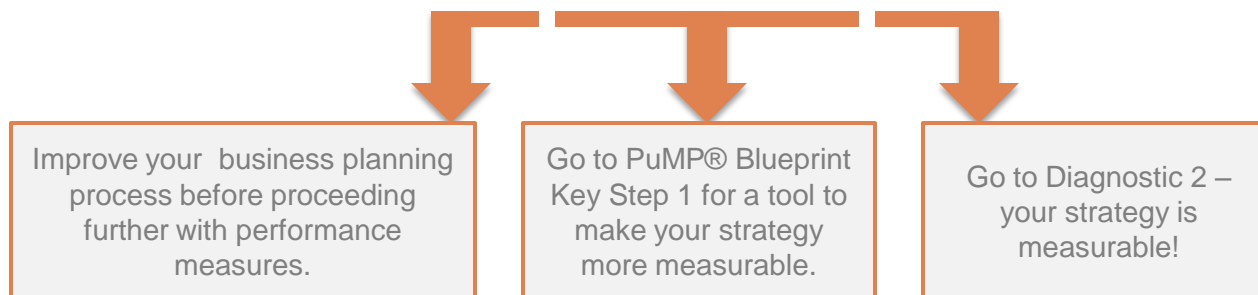 Improve your  business planning
process before proceeding
further with performance
measures.
Go to PuMP® Blueprint
Key Step 1 for a tool to
make your strategy
more measurable.
Go to Diagnostic 2 –
your strategy is
measurable!